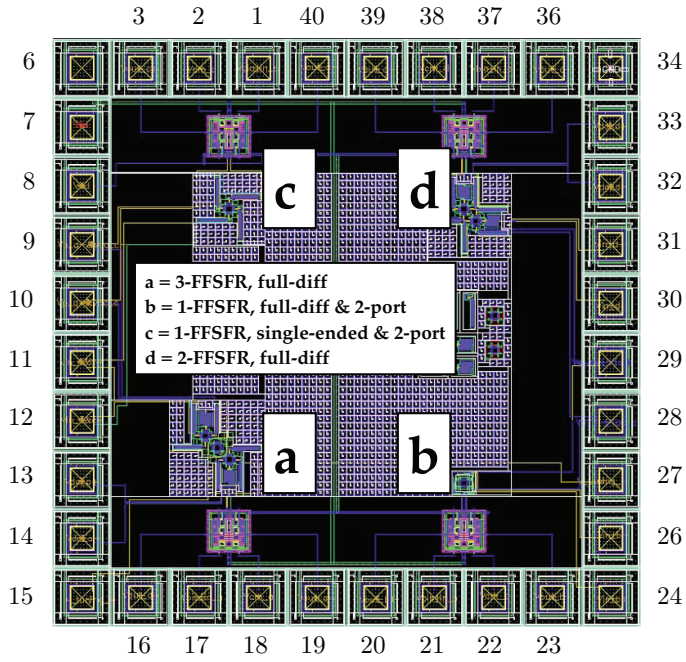 3 2 1 40 39 38 37 36
6 34
7 33
8 32
c d
9 31
a = 3-FFSFR, full-diff
10 30
b = 1-FFSFR, full-diff & 2-port
c = 1-FFSFR, single-ended & 2-port
11 29
d = 2-FFSFR, full-diff
12 28
a b
13 27
14 26
15 24
16 17 18 19 20 21 22 23